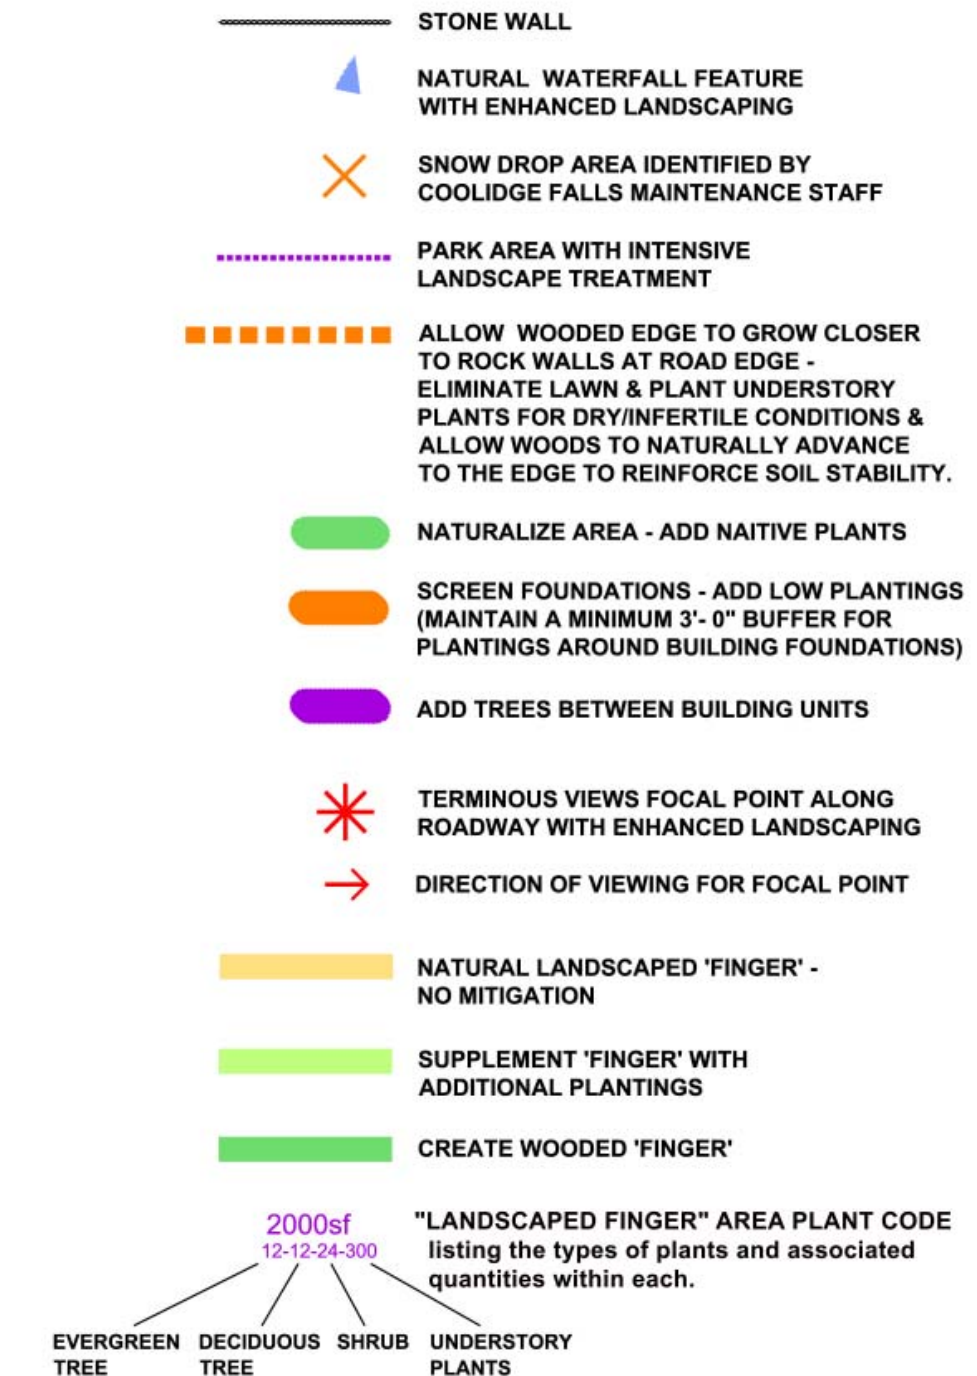 STONE WALL
NATURAL WATERFALL FEATURE
WITH ENHANCED LANDSCAPING
SNOW DROP AREA IDENTIFIED BY
COOLIDGE FALLS MAINTENANCE STAFF
PARK AREA WITH INTENSIVE
LANDSCAPE TREATMENT
ALLOW WOODED EDGE TO GROW CLOSER
TO ROCK WALLS AT ROAD EDGE -
ELIMINATE LAWN & PLANT UNDERSTORY
PLANTS FOR DRY/INFERTILE CONDITIONS &
ALLOW WOODS TO NATURALLY ADVANCE
TO THE EDGE TO REINFORCE SOIL STABILITY.
NATURALIZE AREA - ADD NAITIVE PLANTS
SCREEN FOUNDATIONS - ADD LOW PLANTINGS
(MAINTAIN A MINIMUM 3'- 0" BUFFER FOR
PLANTINGS AROUND BUILDING FOUNDATIONS)
ADD TREES BETWEEN BUILDING UNITS
TERMINOUS VIEWS FOCAL POINT ALONG
ROADWAY WITH ENHANCED LANDSCAPING
DIRECTION OF VIEWING FOR FOCAL POINT
NATURAL LANDSCAPED 'FINGER' -
NO MITIGATION
SUPPLEMENT 'FINGER' WITH
ADDITIONAL PLANTINGS
CREATE WOODED 'FINGER'
2000sf
12-12-24-300
"LANDSCAPED FINGER" AREA PLANT CODE
listing the types of plants and associated
quantities within each.
EVERGREEN
TREE
DECIDUOUS
TREE
SHRUB
UNDERSTORY
PLANTS